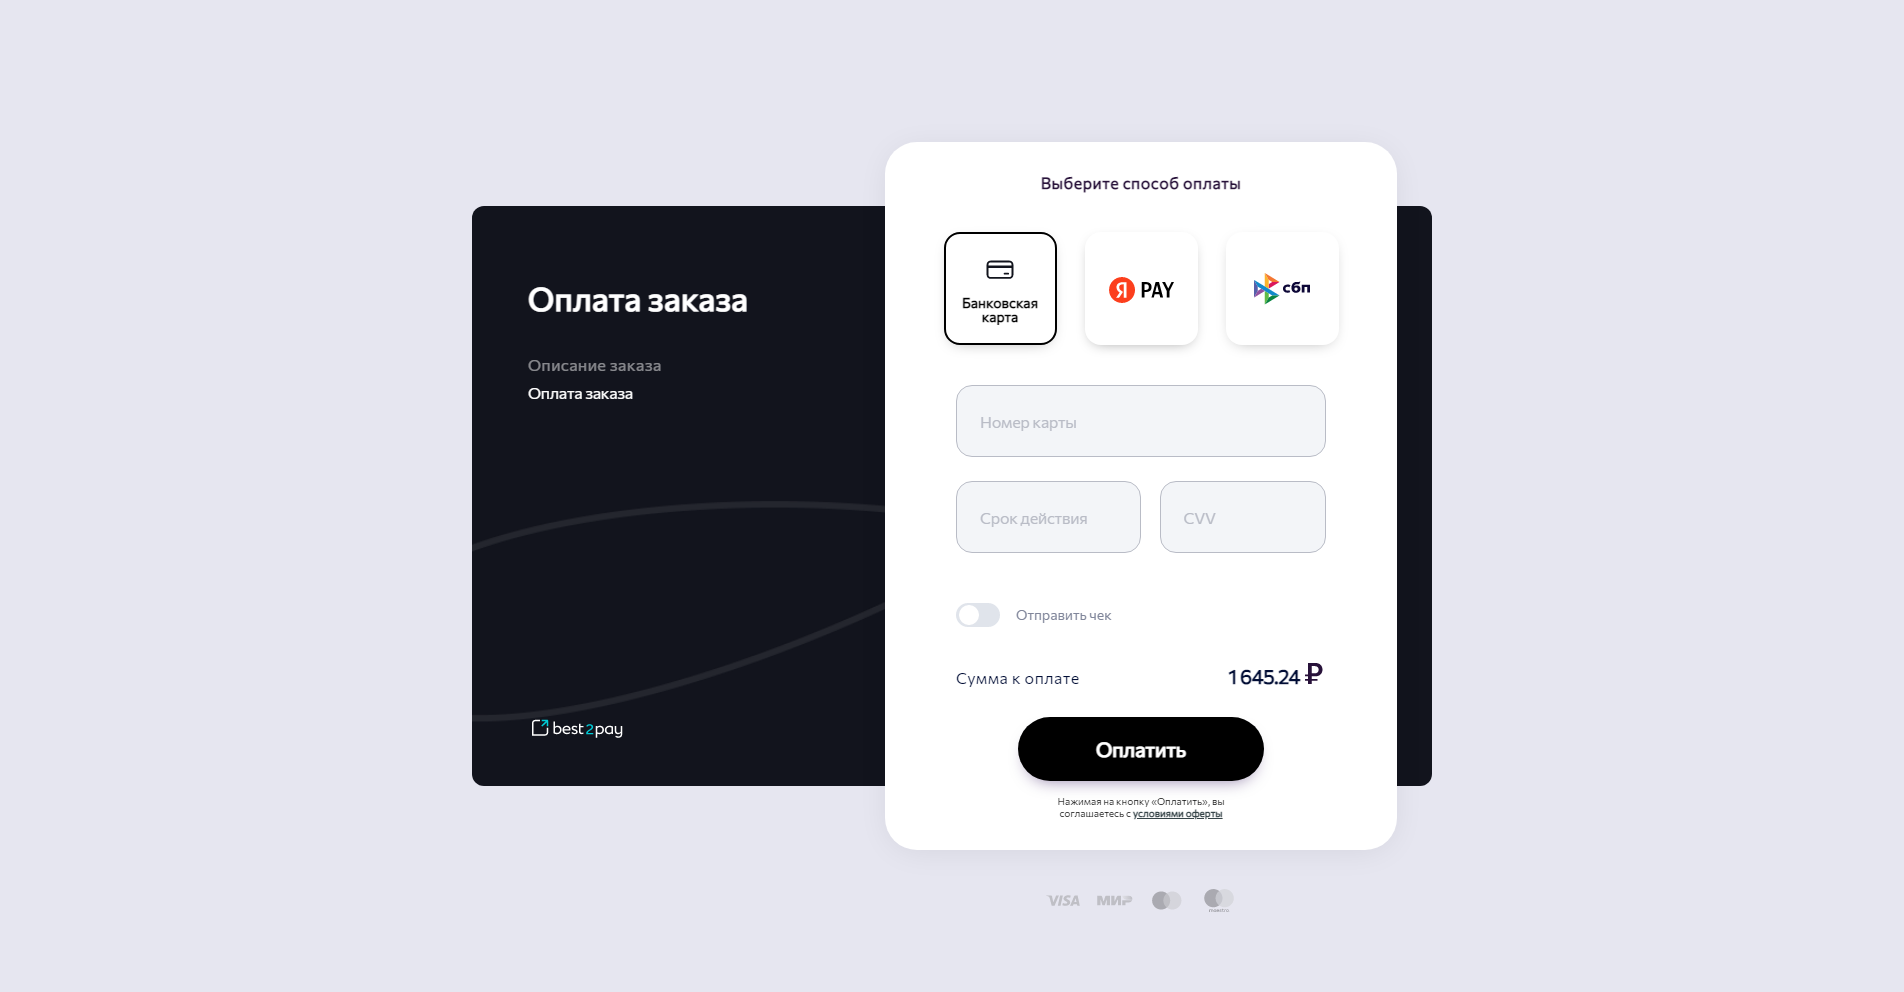 Оплата заказа
Описание заказа
Оплата заказа
best2pay
Выберите способ оплаты
Банковская
карта
Я PAY
сбп
Номер карты
Срок действия
CVV
Отправить чек
Сумма к оплате
1 645.24 ₽
Оплатить
Нажимая на кнопку «Оплатить», вы
соглашаетесь с условиями оферты
VISA
МИР
maestro